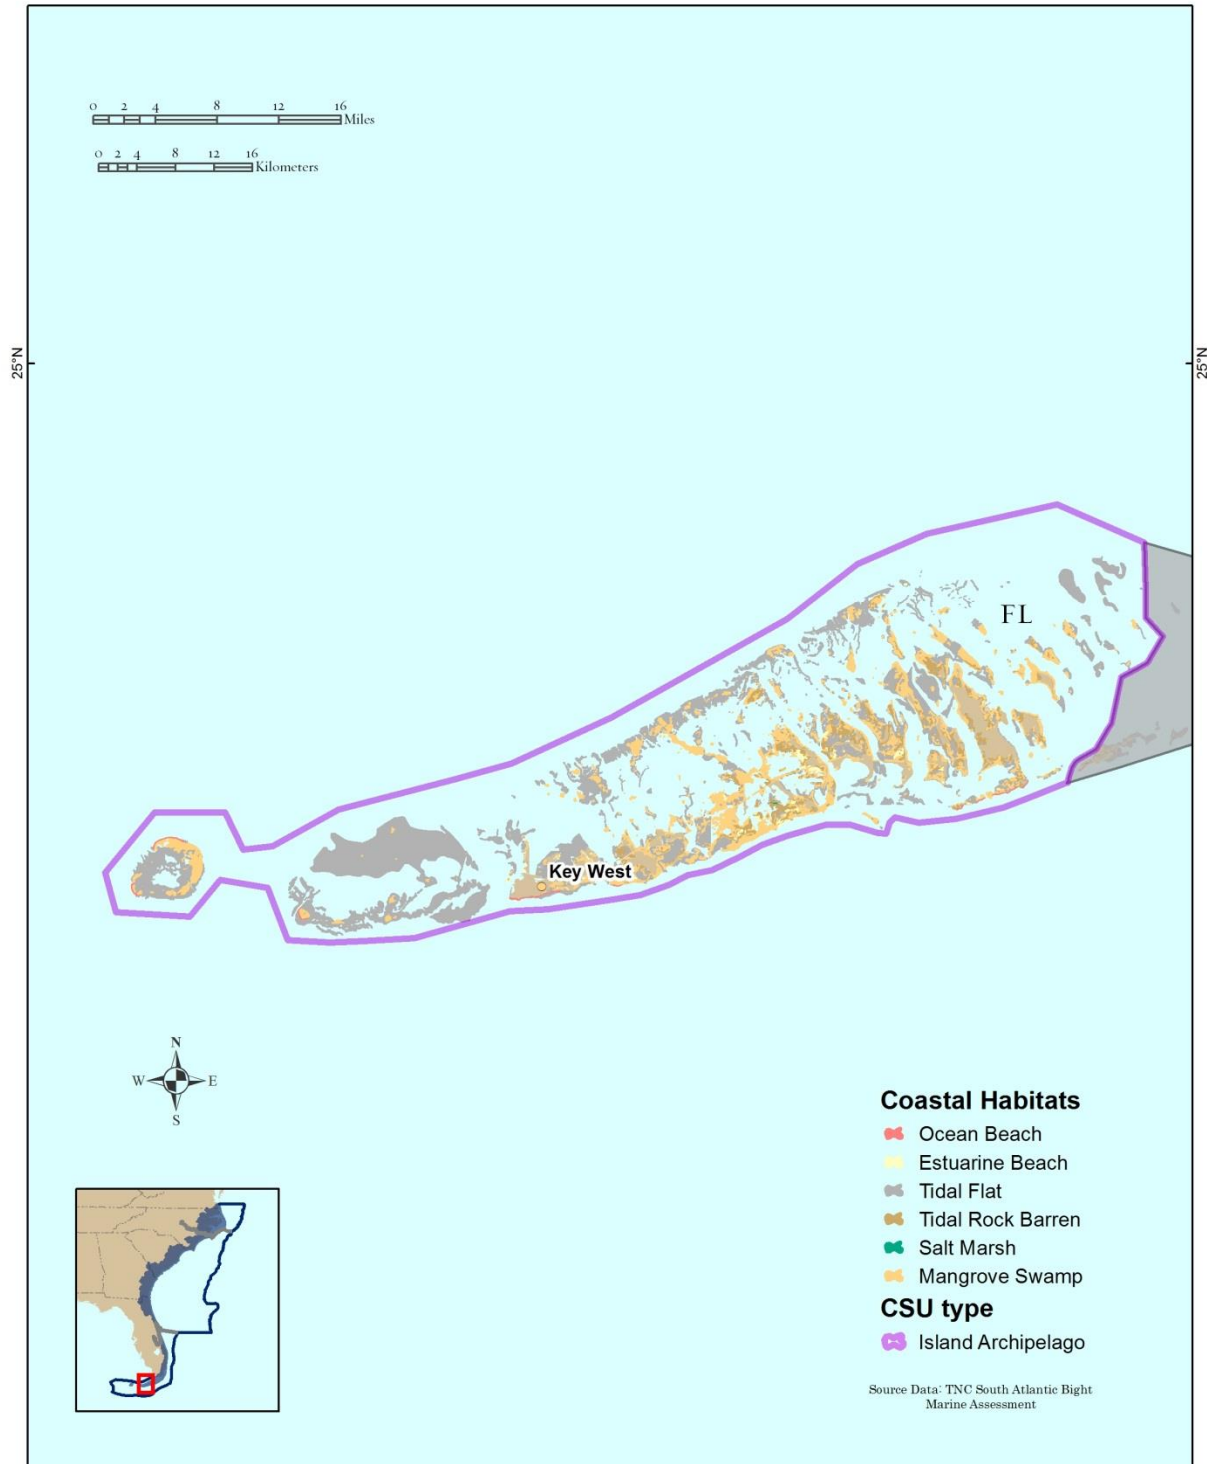 0 2 4 8 12 16
Miles
0 2 4 8 12 16
Kilometers
25°N
25°N
FL
Key West
N
W E
S
Coastal Habitats
Ocean Beach
Estuarine Beach
Tidal Flat
Tidal Rock Barren
Salt Marsh
Mangrove Swamp
CSU type
Island Archipelago
Source Data: TNC South Atlantic Bight
Marine Assessment